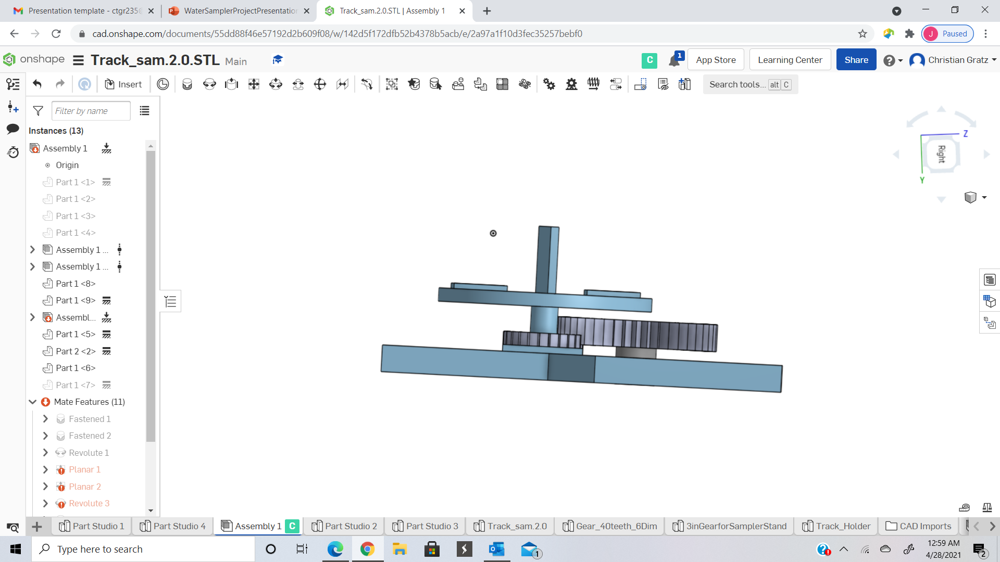 Presentation template - ctgr235@
WaterSamplerProjectPresentation
Track_sam.2.0.STL | Assembly 1
cad.onshape.com/documents/55dd88f46e57192d2b609f08/w/142d5f172dfb52b4378b5acb/e/2a97a1f10d3fec35257bebf0
J Paused
onshape
Track_sam.2.0.STL Main
C
1
App Store
Learning Center
Share
Christian Gratz
Insert
Search tools... alt C
Filter by name
Instances (13)
Assembly 1
Origin
Part 1 <1>
Part 1 <2>
Part 1 <3>
Part 1 <4>
Assembly 1 ...
Assembly 1 ...
Part 1 <8>
Part 1 <9>
Assembl...
Part 1 <5>
Part 2 <2>
Part 1 <6>
Part 1 <7>
Mate Features (11)
Fastened 1
Fastened 2
Revolute 1
Planar 1
Planar 2
Revolute 3
Z
Right
Y
Part Studio 1
Part Studio 4
Assembly 1 C
Part Studio 2
Part Studio 3
Track_sam.2.0
Gear_40teeth_6Dim
3inGearforSamplerStand
Track_Holder
CAD Imports
Type here to search
1
12:59 AM
4/28/2021
2